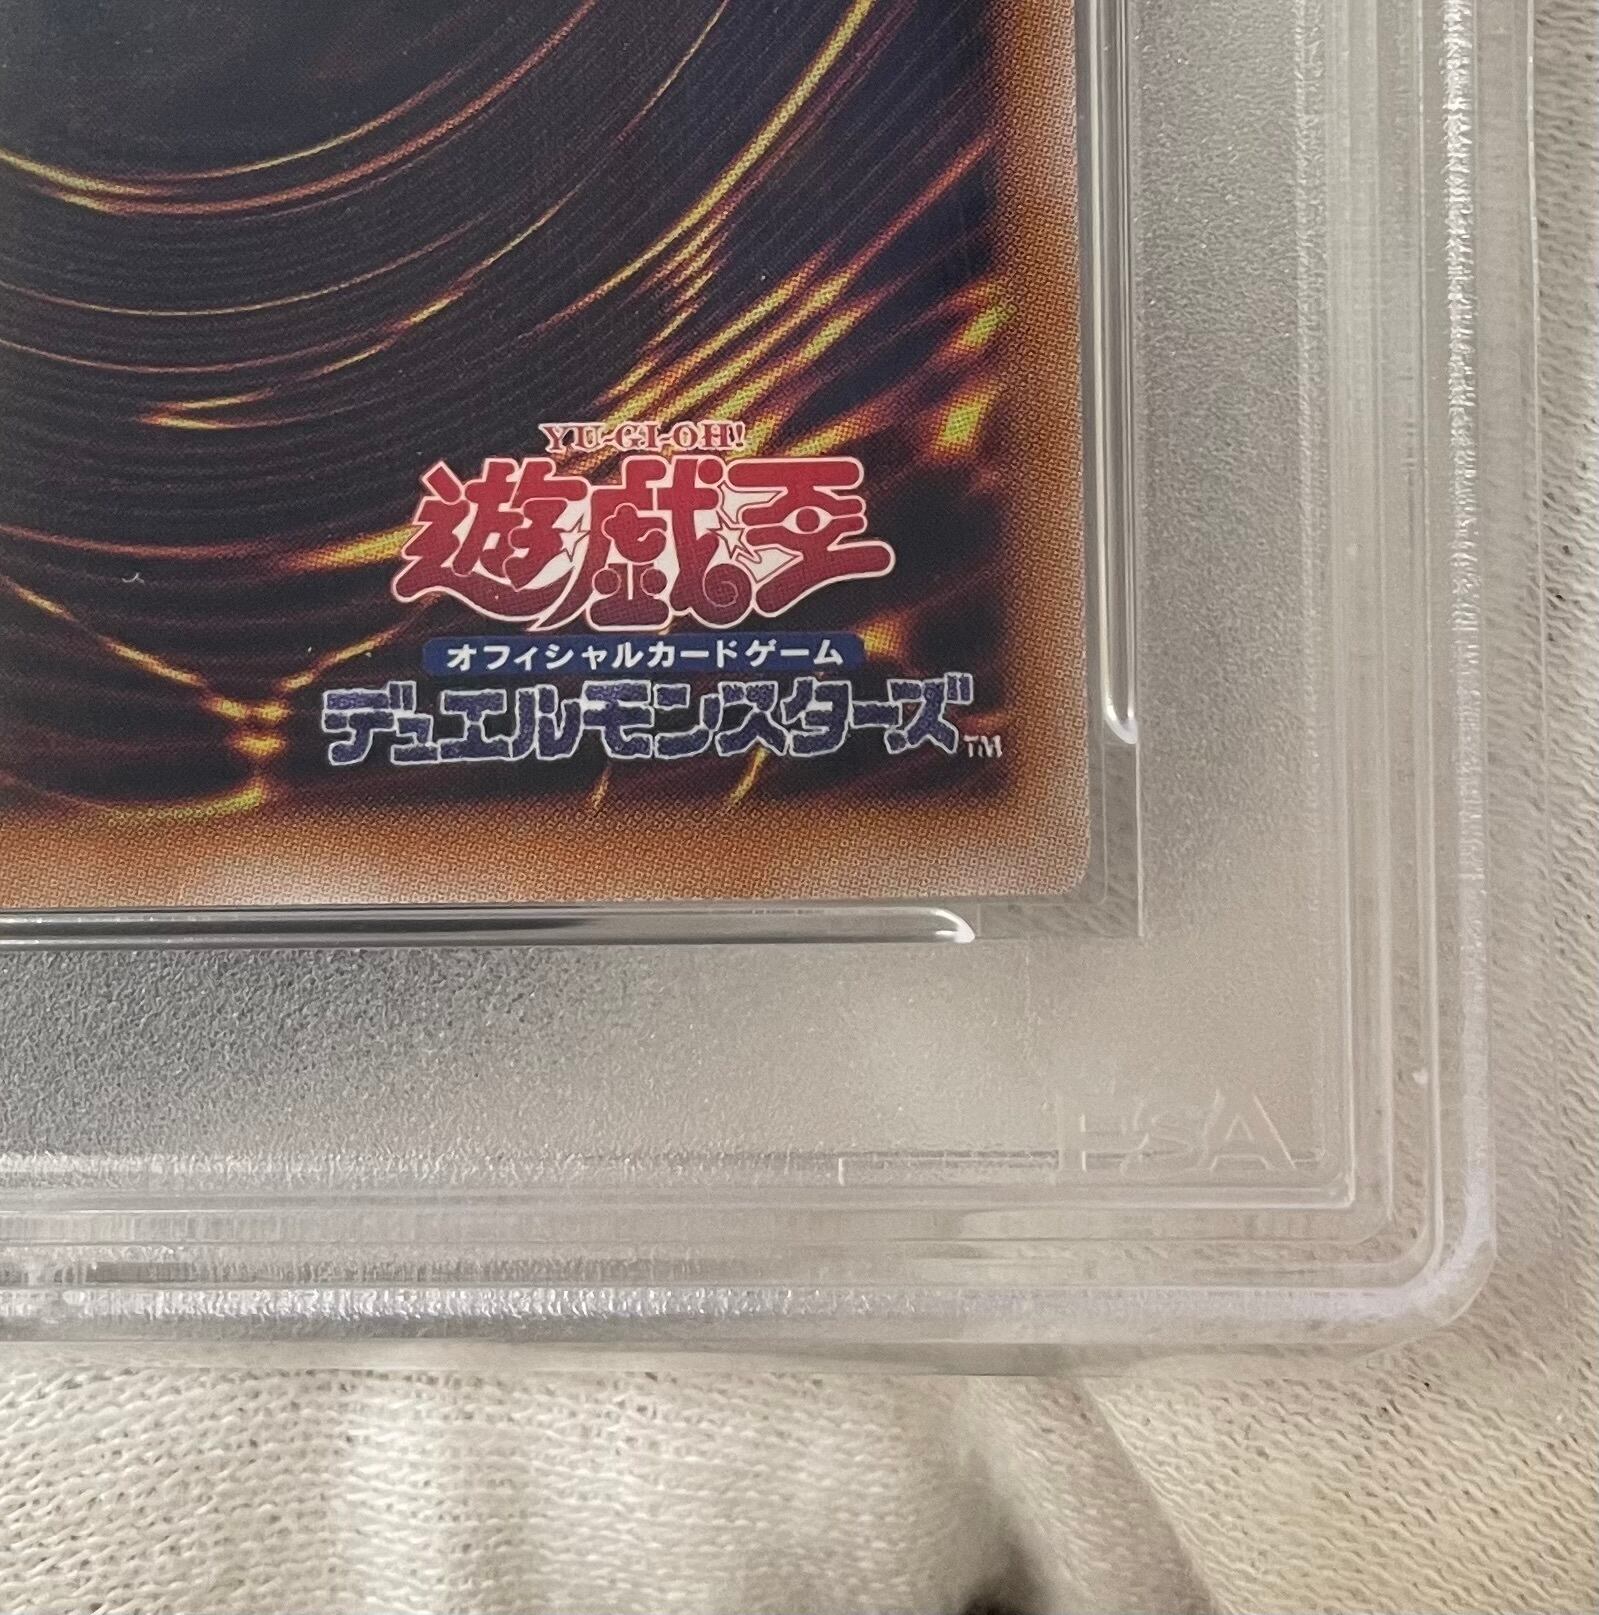 YU-GI-OH!
遊☆戯☆王
オフィシャルカードゲーム
デュエルモンスターズ™
PSA